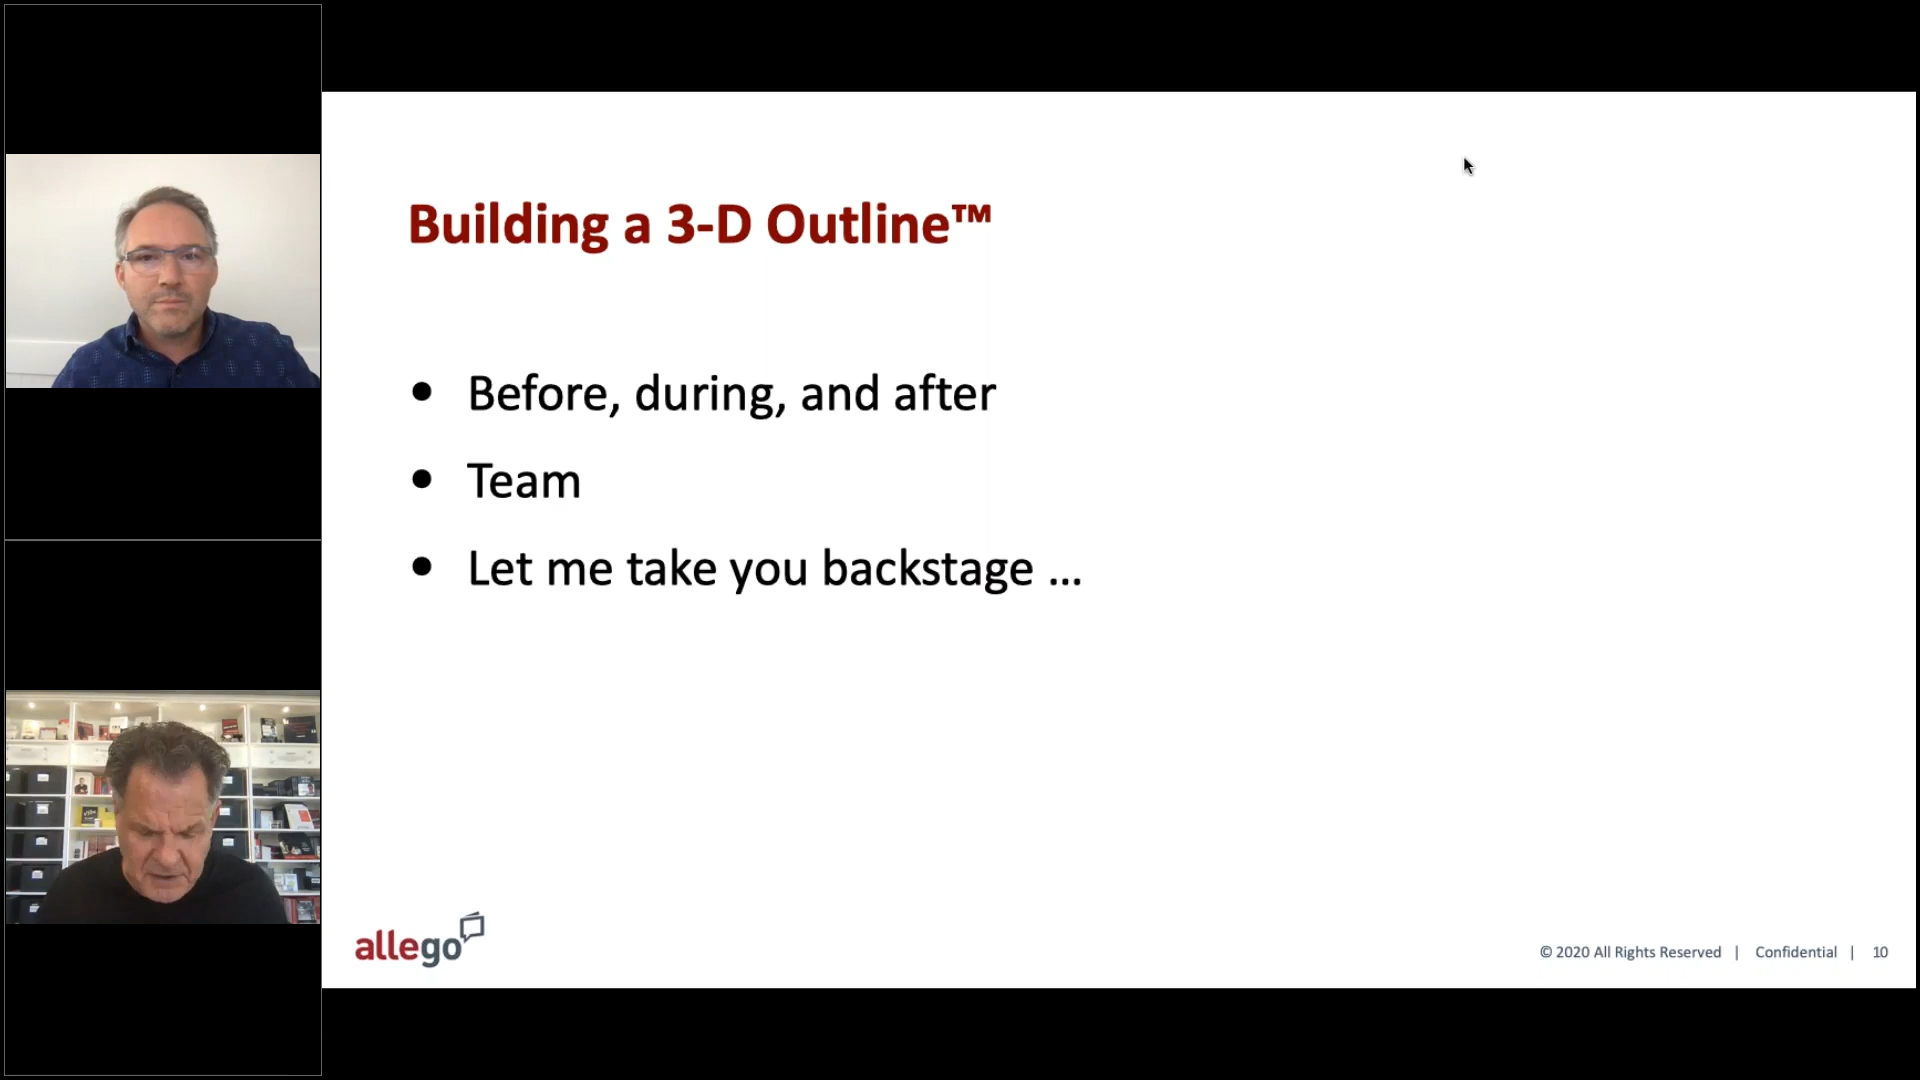 Building a 3-D Outline™
• Before, during, and after
• Team
• Let me take you backstage ...
allego
© 2020 All Rights Reserved | Confidential | 10